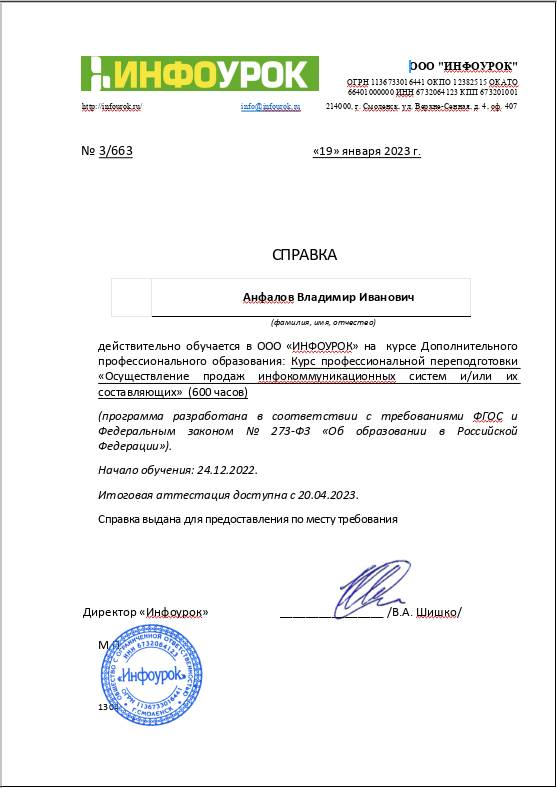 ИНФОУРОК
ООО "ИНФОУРОК"
ОГРН 1136733016441 ОКПО 12382515 ОКАТО
66401000000 ИНН 6732064123 КПП 673201001
http://infourok.ru/ info@infourok.ru 214000, г. Смоленск, ул. Верхне-Сенная, д. 4, оф. 407
№ 3/663 «19» января 2023 г.
СПРАВКА
Анфалов Владимир Иванович
(фамилия, имя, отчество)
действительно обучается в ООО «ИНФОУРОК» на курсе Дополнительного
профессионального образования: Курс профессиональной переподготовки
«Осуществление продаж инфокоммуникационных систем и/или их
составляющих» (600 часов)
(программа разработана в соответствии с требованиями ФГОС и
Федеральным законом № 273-ФЗ «Об образовании в Российской
Федерации»).
Начало обучения: 24.12.2022.
Итоговая аттестация доступна с 20.04.2023.
Справка выдана для предоставления по месту требования
Директор «Инфоурок» /В.А. Шишко/
М.П.
ОБЩЕСТВО С ОГРАНИЧЕННОЙ ОТВЕТСТВЕННОСТЬЮ
ИНН 6732064123
«Инфоурок»
ОГРН 1136733016441
Г.СМОЛЕНСК